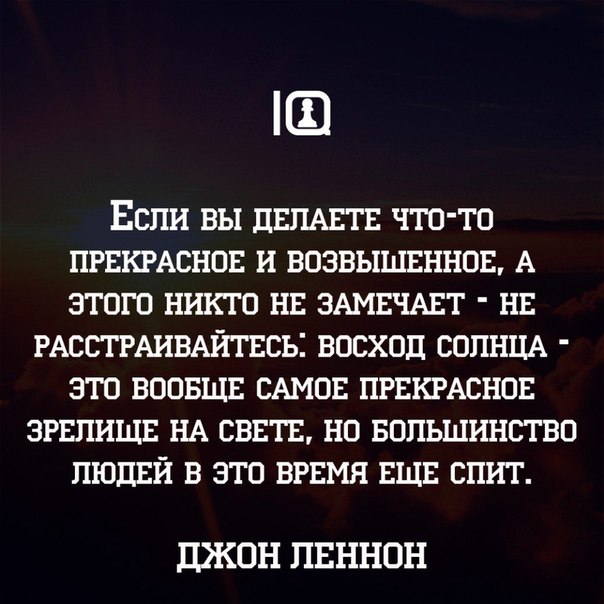 IQ
Если вы делаете что-то
прекрасное и возвышенное, а
этого никто не замечает - не
расстраивайтесь: восход солнца -
это вообще самое прекрасное
зрелище на свете, но большинство
людей в это время еще спит.
Джон Леннон